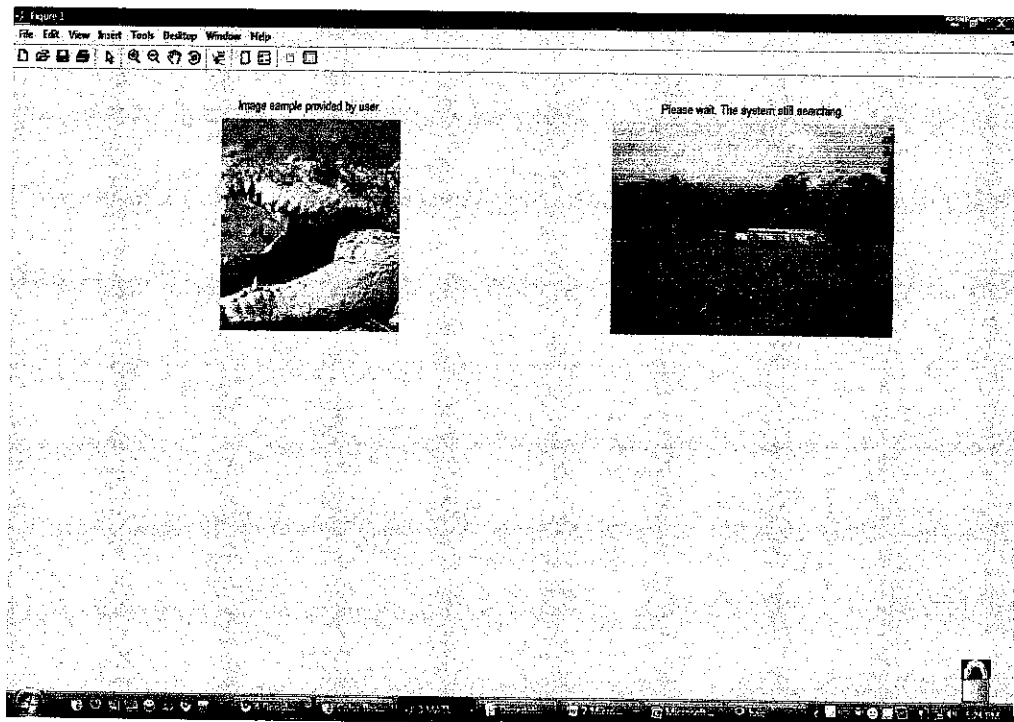 Figure 1
File Edit View Insert Tools Desktop Window Help
Image sample provided by user.
Please wait. The system still searching.